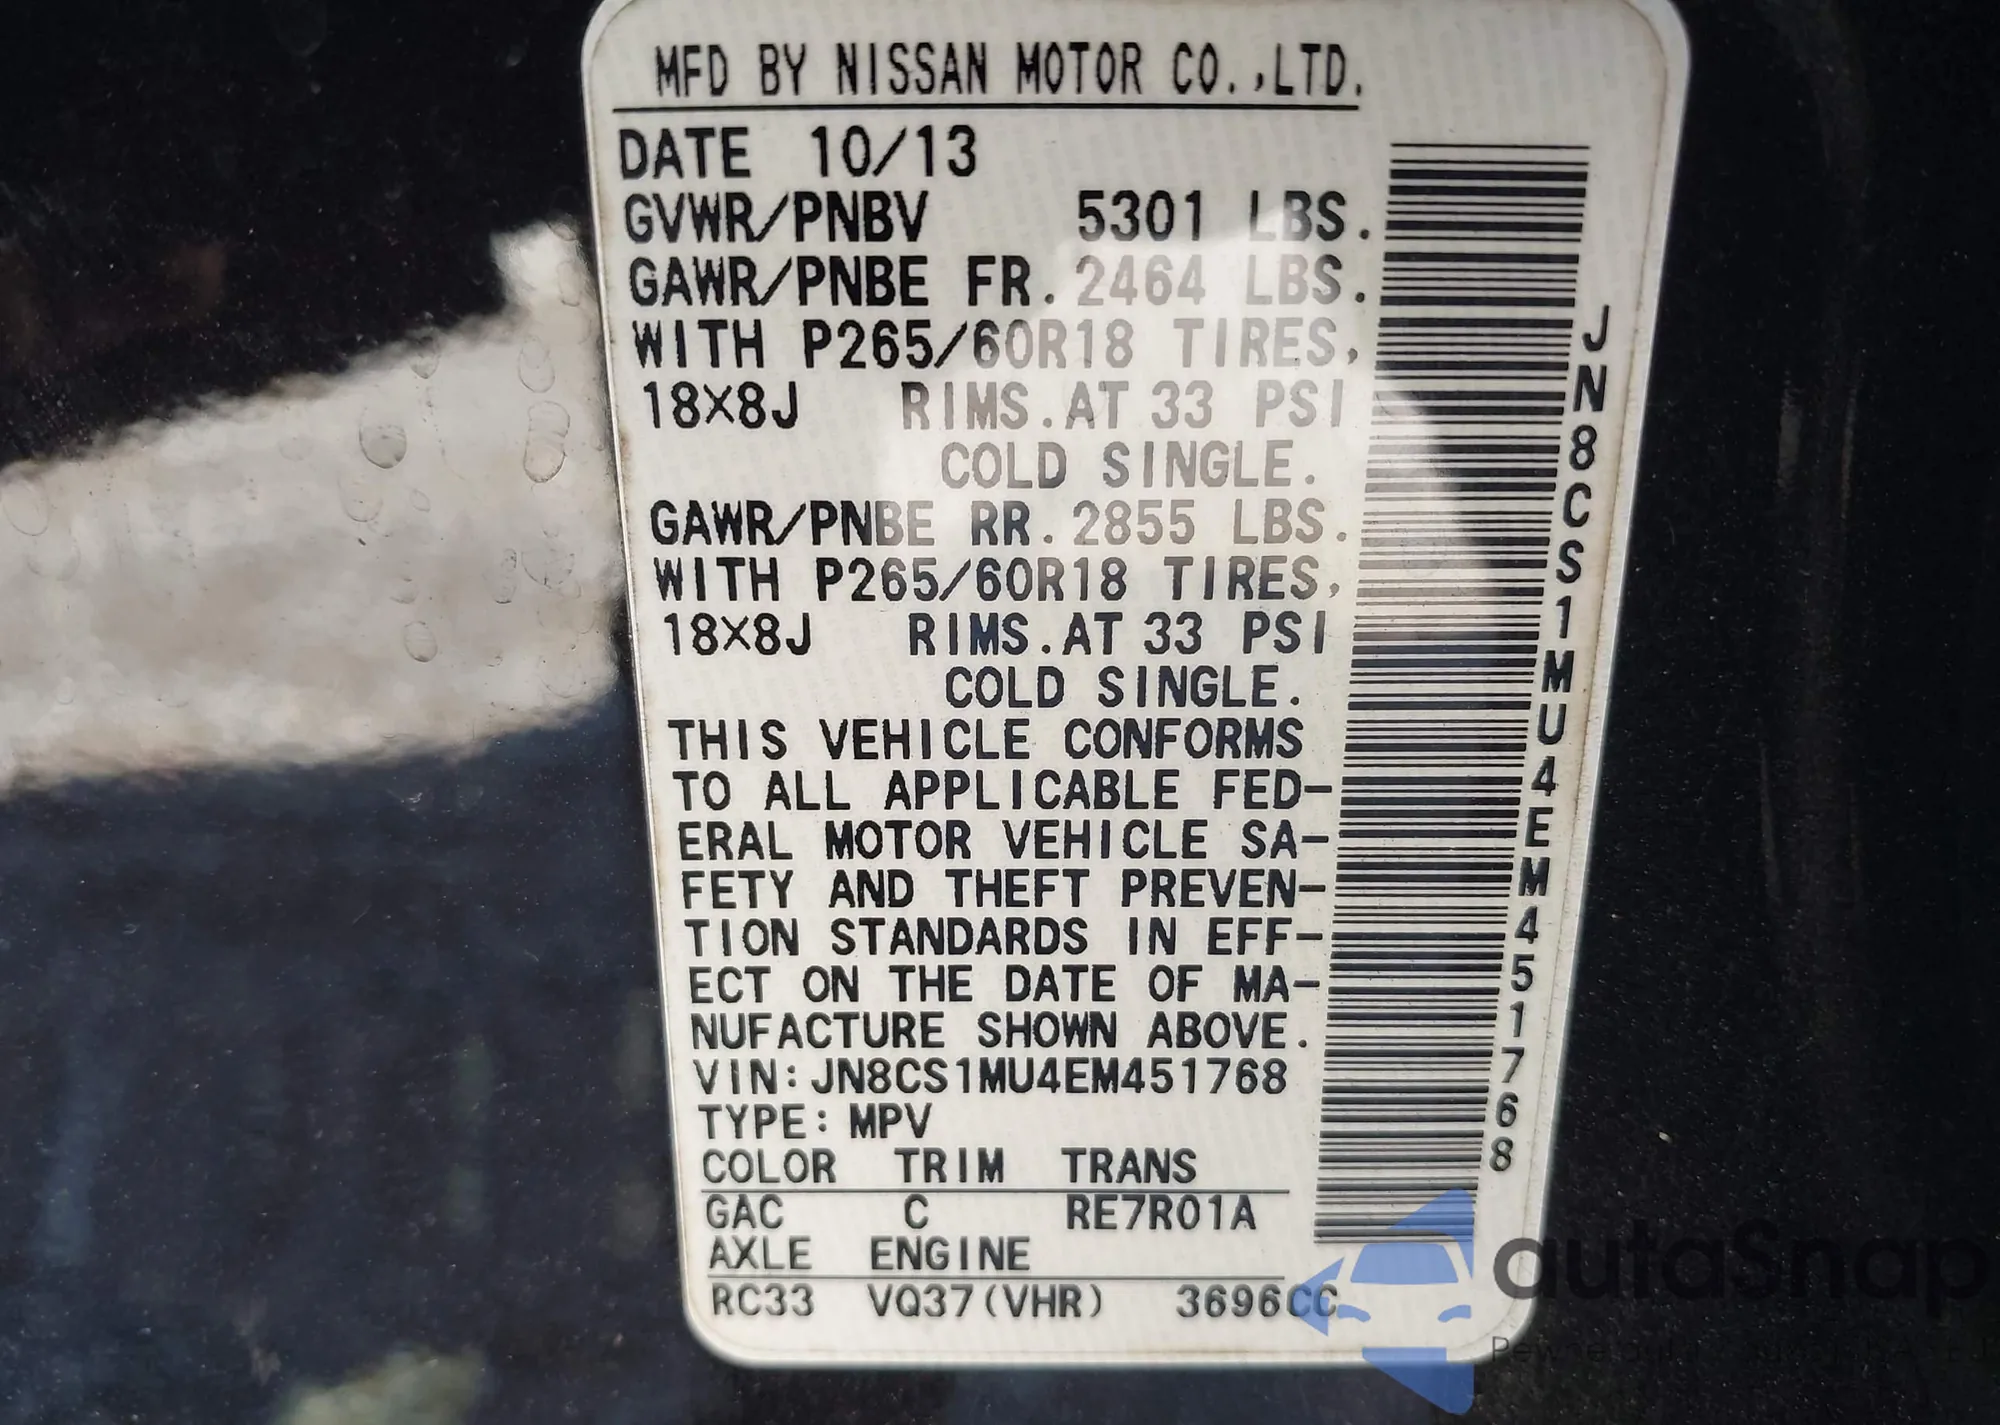 MFD BY NISSAN MOTOR CO.,LTD.
DATE 10/13
GVWR/PNBV 5301 LBS.
GAWR/PNBE FR. 2464 LBS.
WITH P265/60R18 TIRES,
18X8J RIMS.AT 33 PSI
COLD SINGLE.
GAWR/PNBE RR. 2855 LBS.
WITH P265/60R18 TIRES,
18X8J RIMS.AT 33 PSI
COLD SINGLE.
THIS VEHICLE CONFORMS
TO ALL APPLICABLE FED-
ERAL MOTOR VEHICLE SA-
FETY AND THEFT PREVEN-
TION STANDARDS IN EFF-
ECT ON THE DATE OF MA-
NUFACTURE SHOWN ABOVE.
VIN:JN8CS1MU4EM451768
TYPE:MPV
COLOR TRIM TRANS
GAC C RE7R01A
AXLE ENGINE
RC33 VQ37(VHR) 3696CC
JN8CS1MU4EM451768
autaSnap